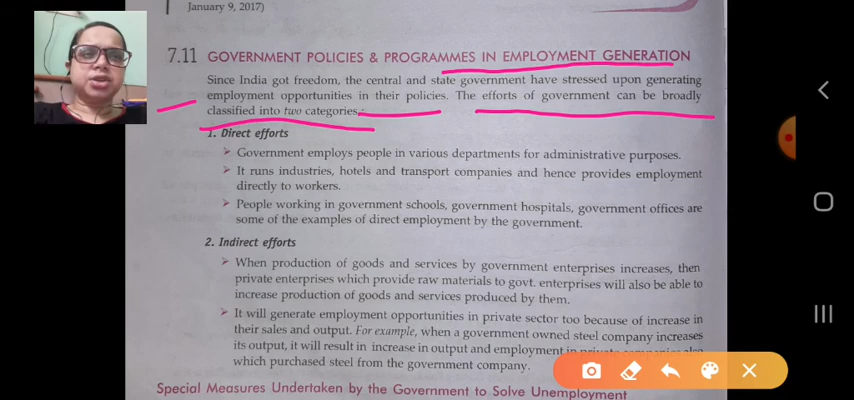 January 9, 2017)
7.11 GOVERNMENT POLICIES & PROGRAMMES IN EMPLOYMENT GENERATION
Since India got freedom, the central and state government have stressed upon generating
employment opportunities in their policies. The efforts of government can be broadly
classified into two categories:
1. Direct efforts
➢ Government employs people in various departments for administrative purposes.
➢ It runs industries, hotels and transport companies and hence provides employment
directly to workers.
➢ People working in government schools, government hospitals, government offices are
some of the examples of direct employment by the government.
2. Indirect efforts
➢ When production of goods and services by government enterprises increases, then
private enterprises which provide raw materials to govt. enterprises will also be able to
increase production of goods and services produced by them.
➢ It will generate employment opportunities in private sector too because of increase in
their sales and output. For example, when a government owned steel company increases
its output, it will result in increase in output and employment in private companies also
which purchased steel from the government company.
Special Measures Undertaken by the Government to Solve Unemployment